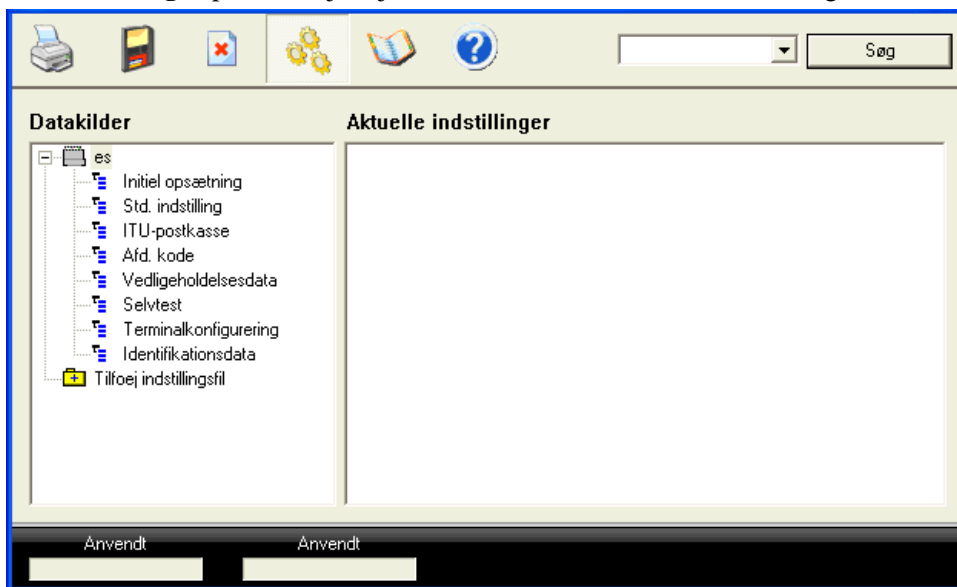 Søg
Datakilder
Aktuelle indstillinger
es
Initiel opsætning
Std. indstilling
ITU-postkasse
Afd. kode
Vedligeholdelsesdata
Selvtest
Terminalkonfigurering
Identifikationsdata
Tilfoej indstillingsfil
Anvendt
Anvendt